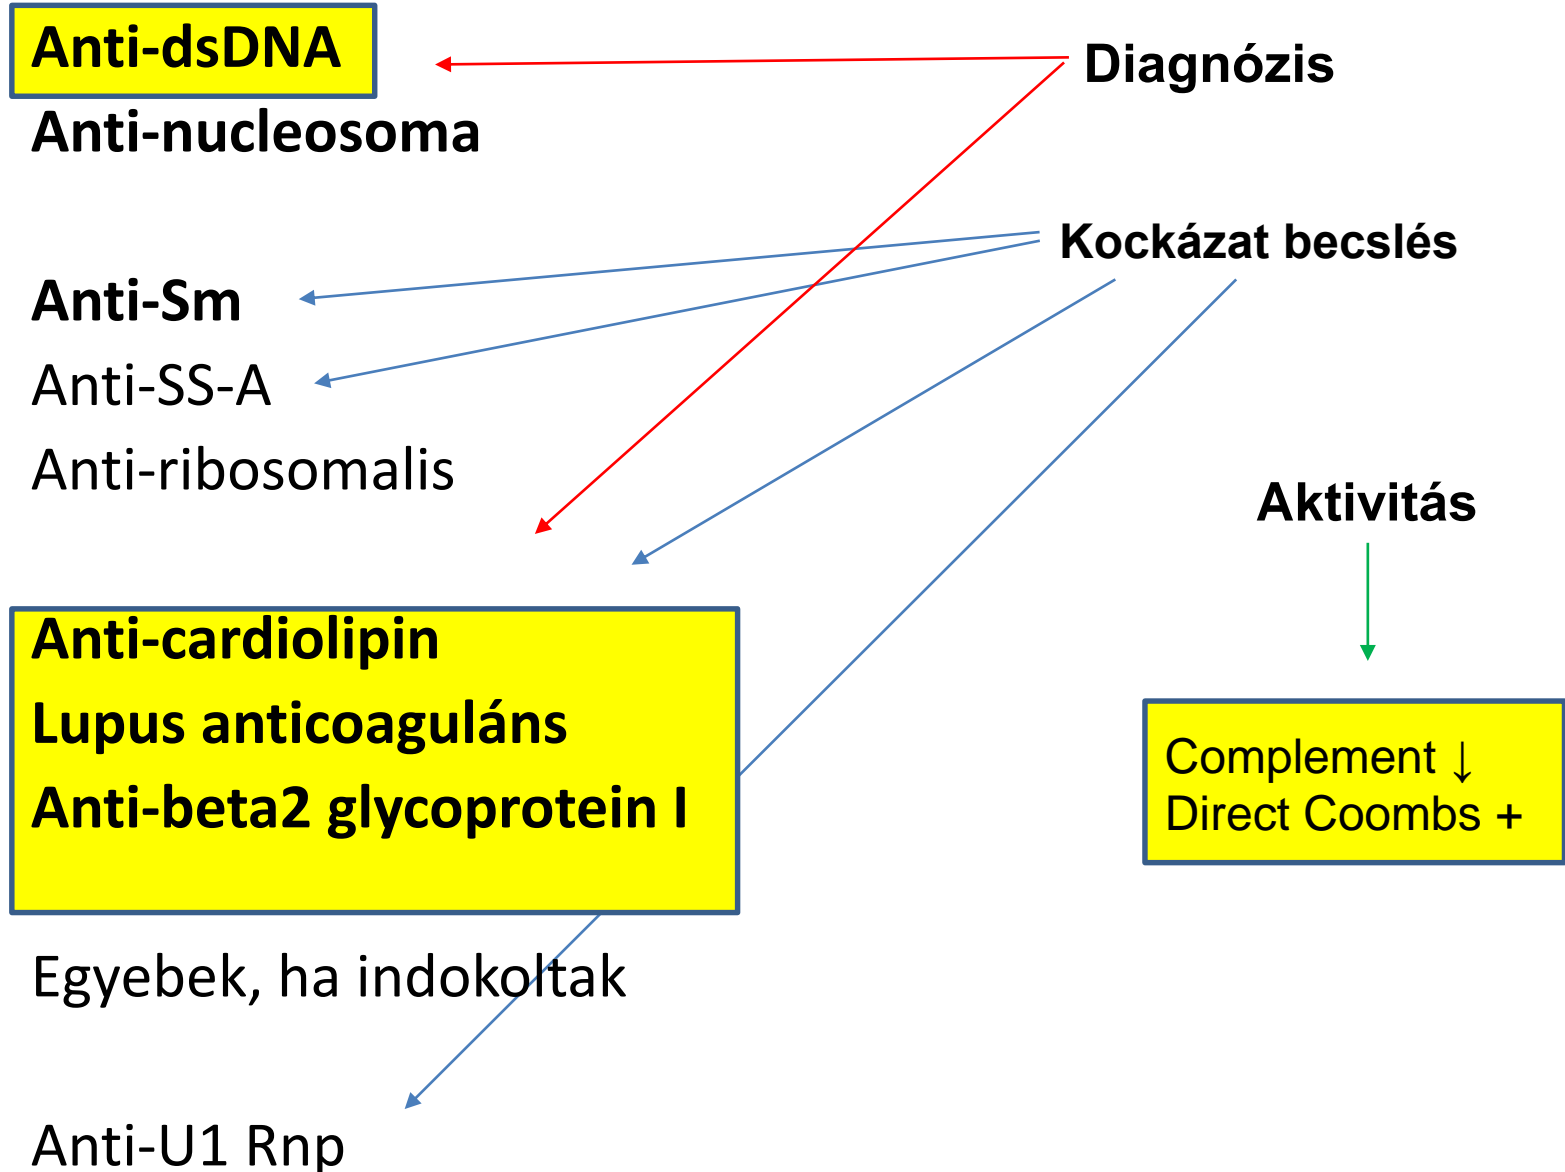 Anti-dsDNA
Diagnózis
Anti-nucleosoma
Kockázat becslés
Anti-Sm
Anti-SS-A
Anti-ribosomalis
Aktivitás
Anti-cardiolipin
Lupus anticoaguláns
Anti-beta2 glycoprotein I
Complement ↓
Direct Coombs +
Egyebek, ha indokoltak
Anti-U1 Rnp